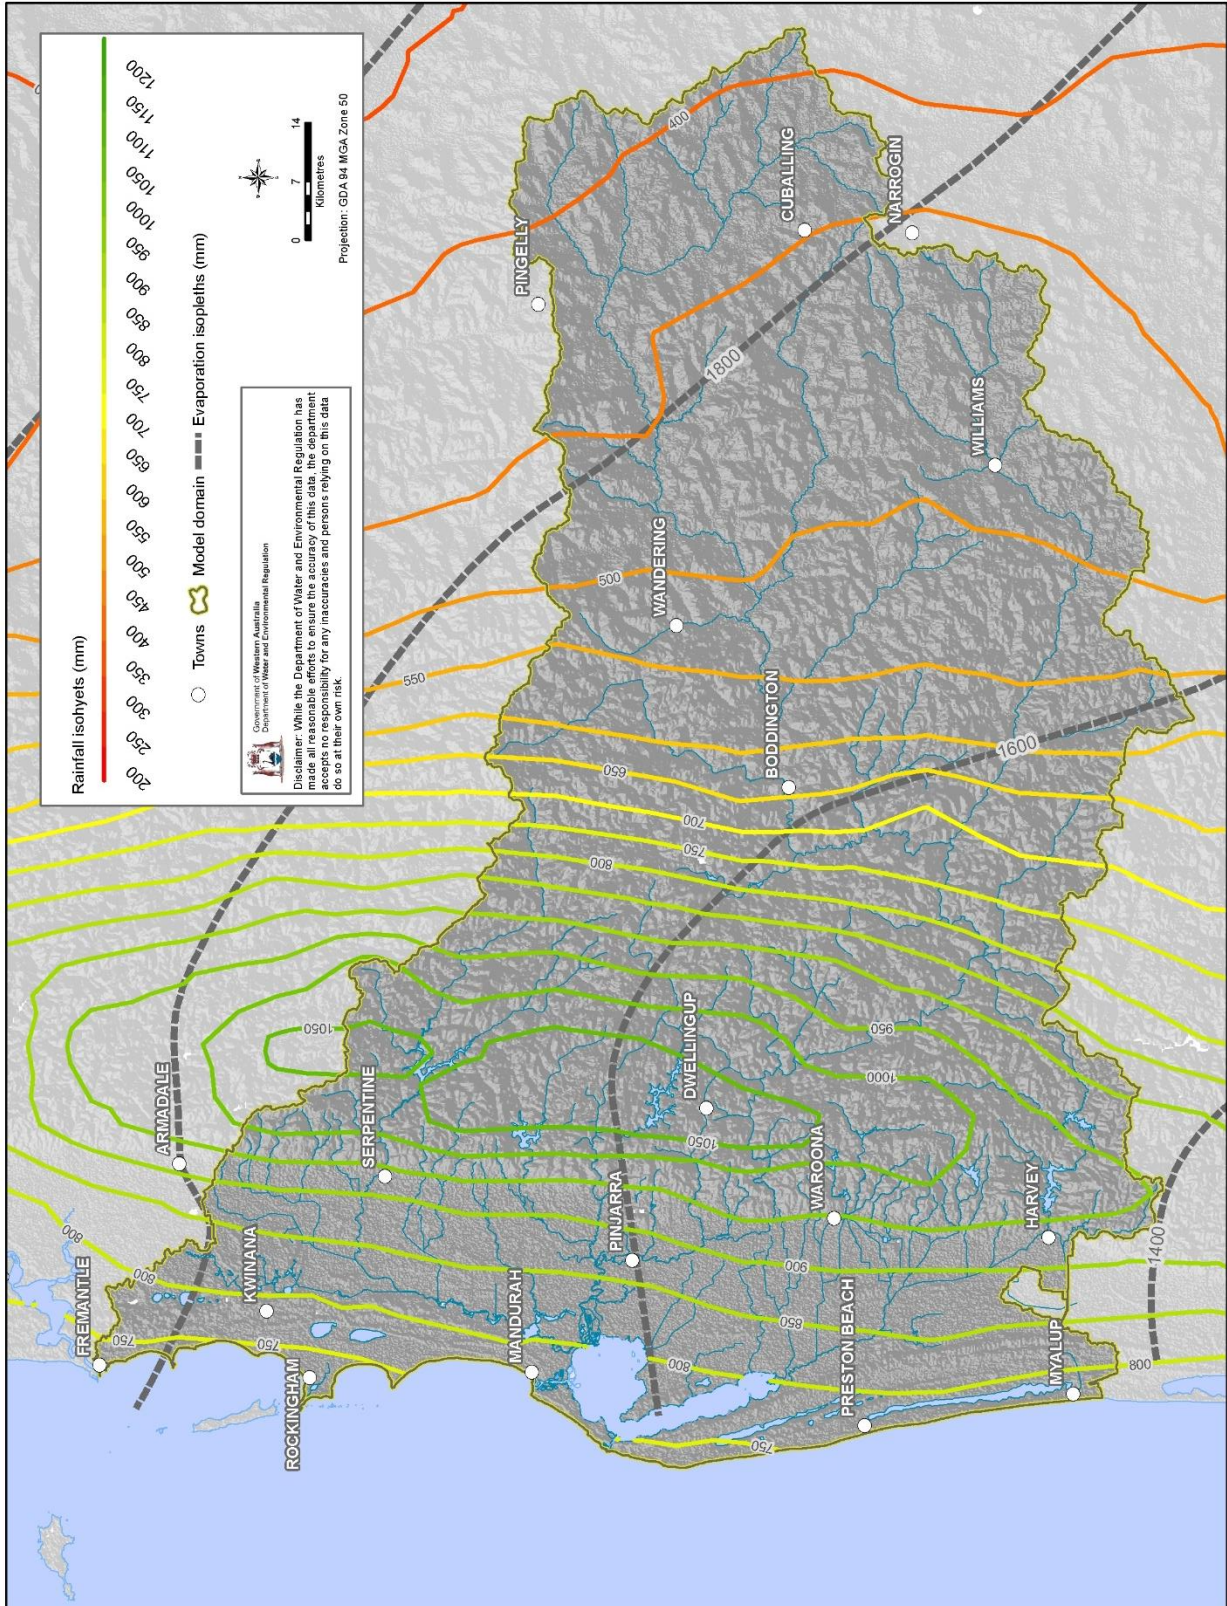 Rainfall isohyets (mm)
200 250 300 350 400 450 500 550 600 650 700 750 800 850 900 950 1000 1050 1100 1150 1200
Towns
Model domain
Evaporation isopleths (mm)
Government of Western Australia
Department of Water and Environmental Regulation
Disclaimer: While the Department of Water and Environmental Regulation has
made all reasonable efforts to ensure the accuracy of this data, the department
accepts no responsibility for any inaccuracies and persons relying on this data
do so at their own risk.
0 7 14
Kilometres
Projection: GDA 94 MGA Zone 50
FREMANTLE
ARMADALE
KWINANA
ROCKINGHAM
SERPENTINE
MANDURAH
PINJARRA
DWELLINGUP
WAROONA
PRESTON BEACH
HARVEY
MYALUP
BODDINGTON
WANDERING
PINGELLY
CUBALLING
NARROGIN
WILLIAMS
800
800
750
750
1050
550
500
400
650
700
750
800
1050
950
1000
900
850
800
750
800
1400
1600
1800